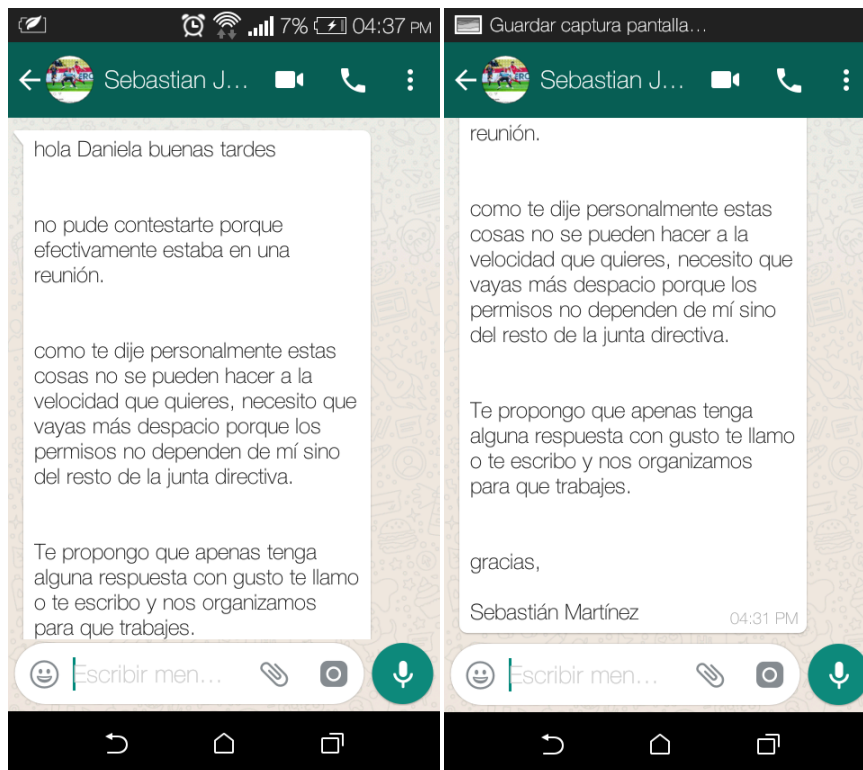 7% 04:37 PM
Sebastian J...
hola Daniela buenas tardes
no pude contestarte porque
efectivamente estaba en una
reunión.
como te dije personalmente estas
cosas no se pueden hacer a la
velocidad que quieres, necesito que
vayas más despacio porque los
permisos no dependen de mí sino
del resto de la junta directiva.
Te propongo que apenas tenga
alguna respuesta con gusto te llamo
o te escribo y nos organizamos
para que trabajes.
Escribir men...
Guardar captura pantalla...
Sebastian J...
reunión.
como te dije personalmente estas
cosas no se pueden hacer a la
velocidad que quieres, necesito que
vayas más despacio porque los
permisos no dependen de mí sino
del resto de la junta directiva.
Te propongo que apenas tenga
alguna respuesta con gusto te llamo
o te escribo y nos organizamos
para que trabajes.
gracias,
Sebastián Martínez
04:31 PM
Escribir men...